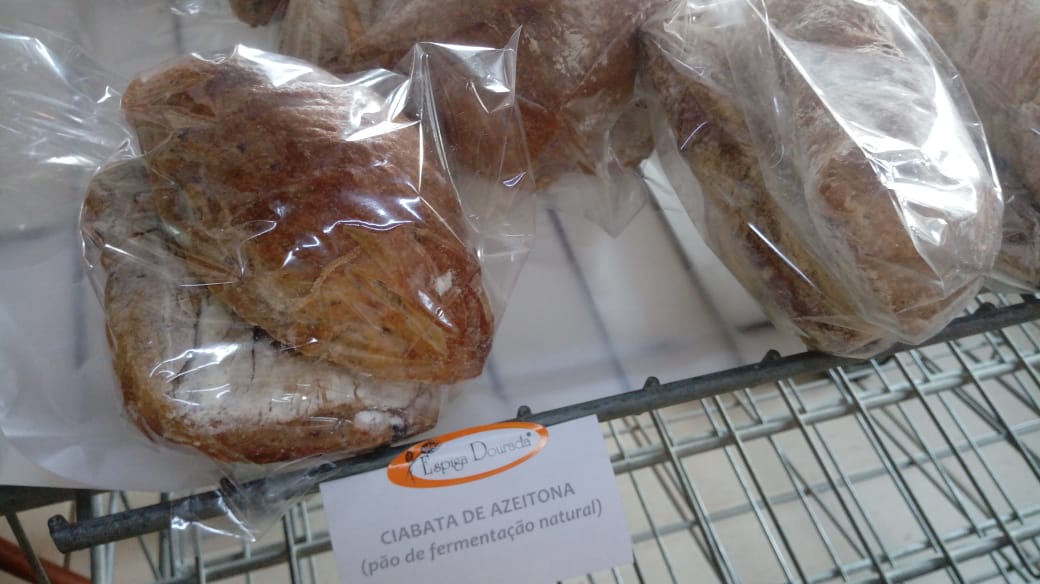 Espiga Dourada®
CIABATA DE AZEITONA
(pão de fermentação natural)